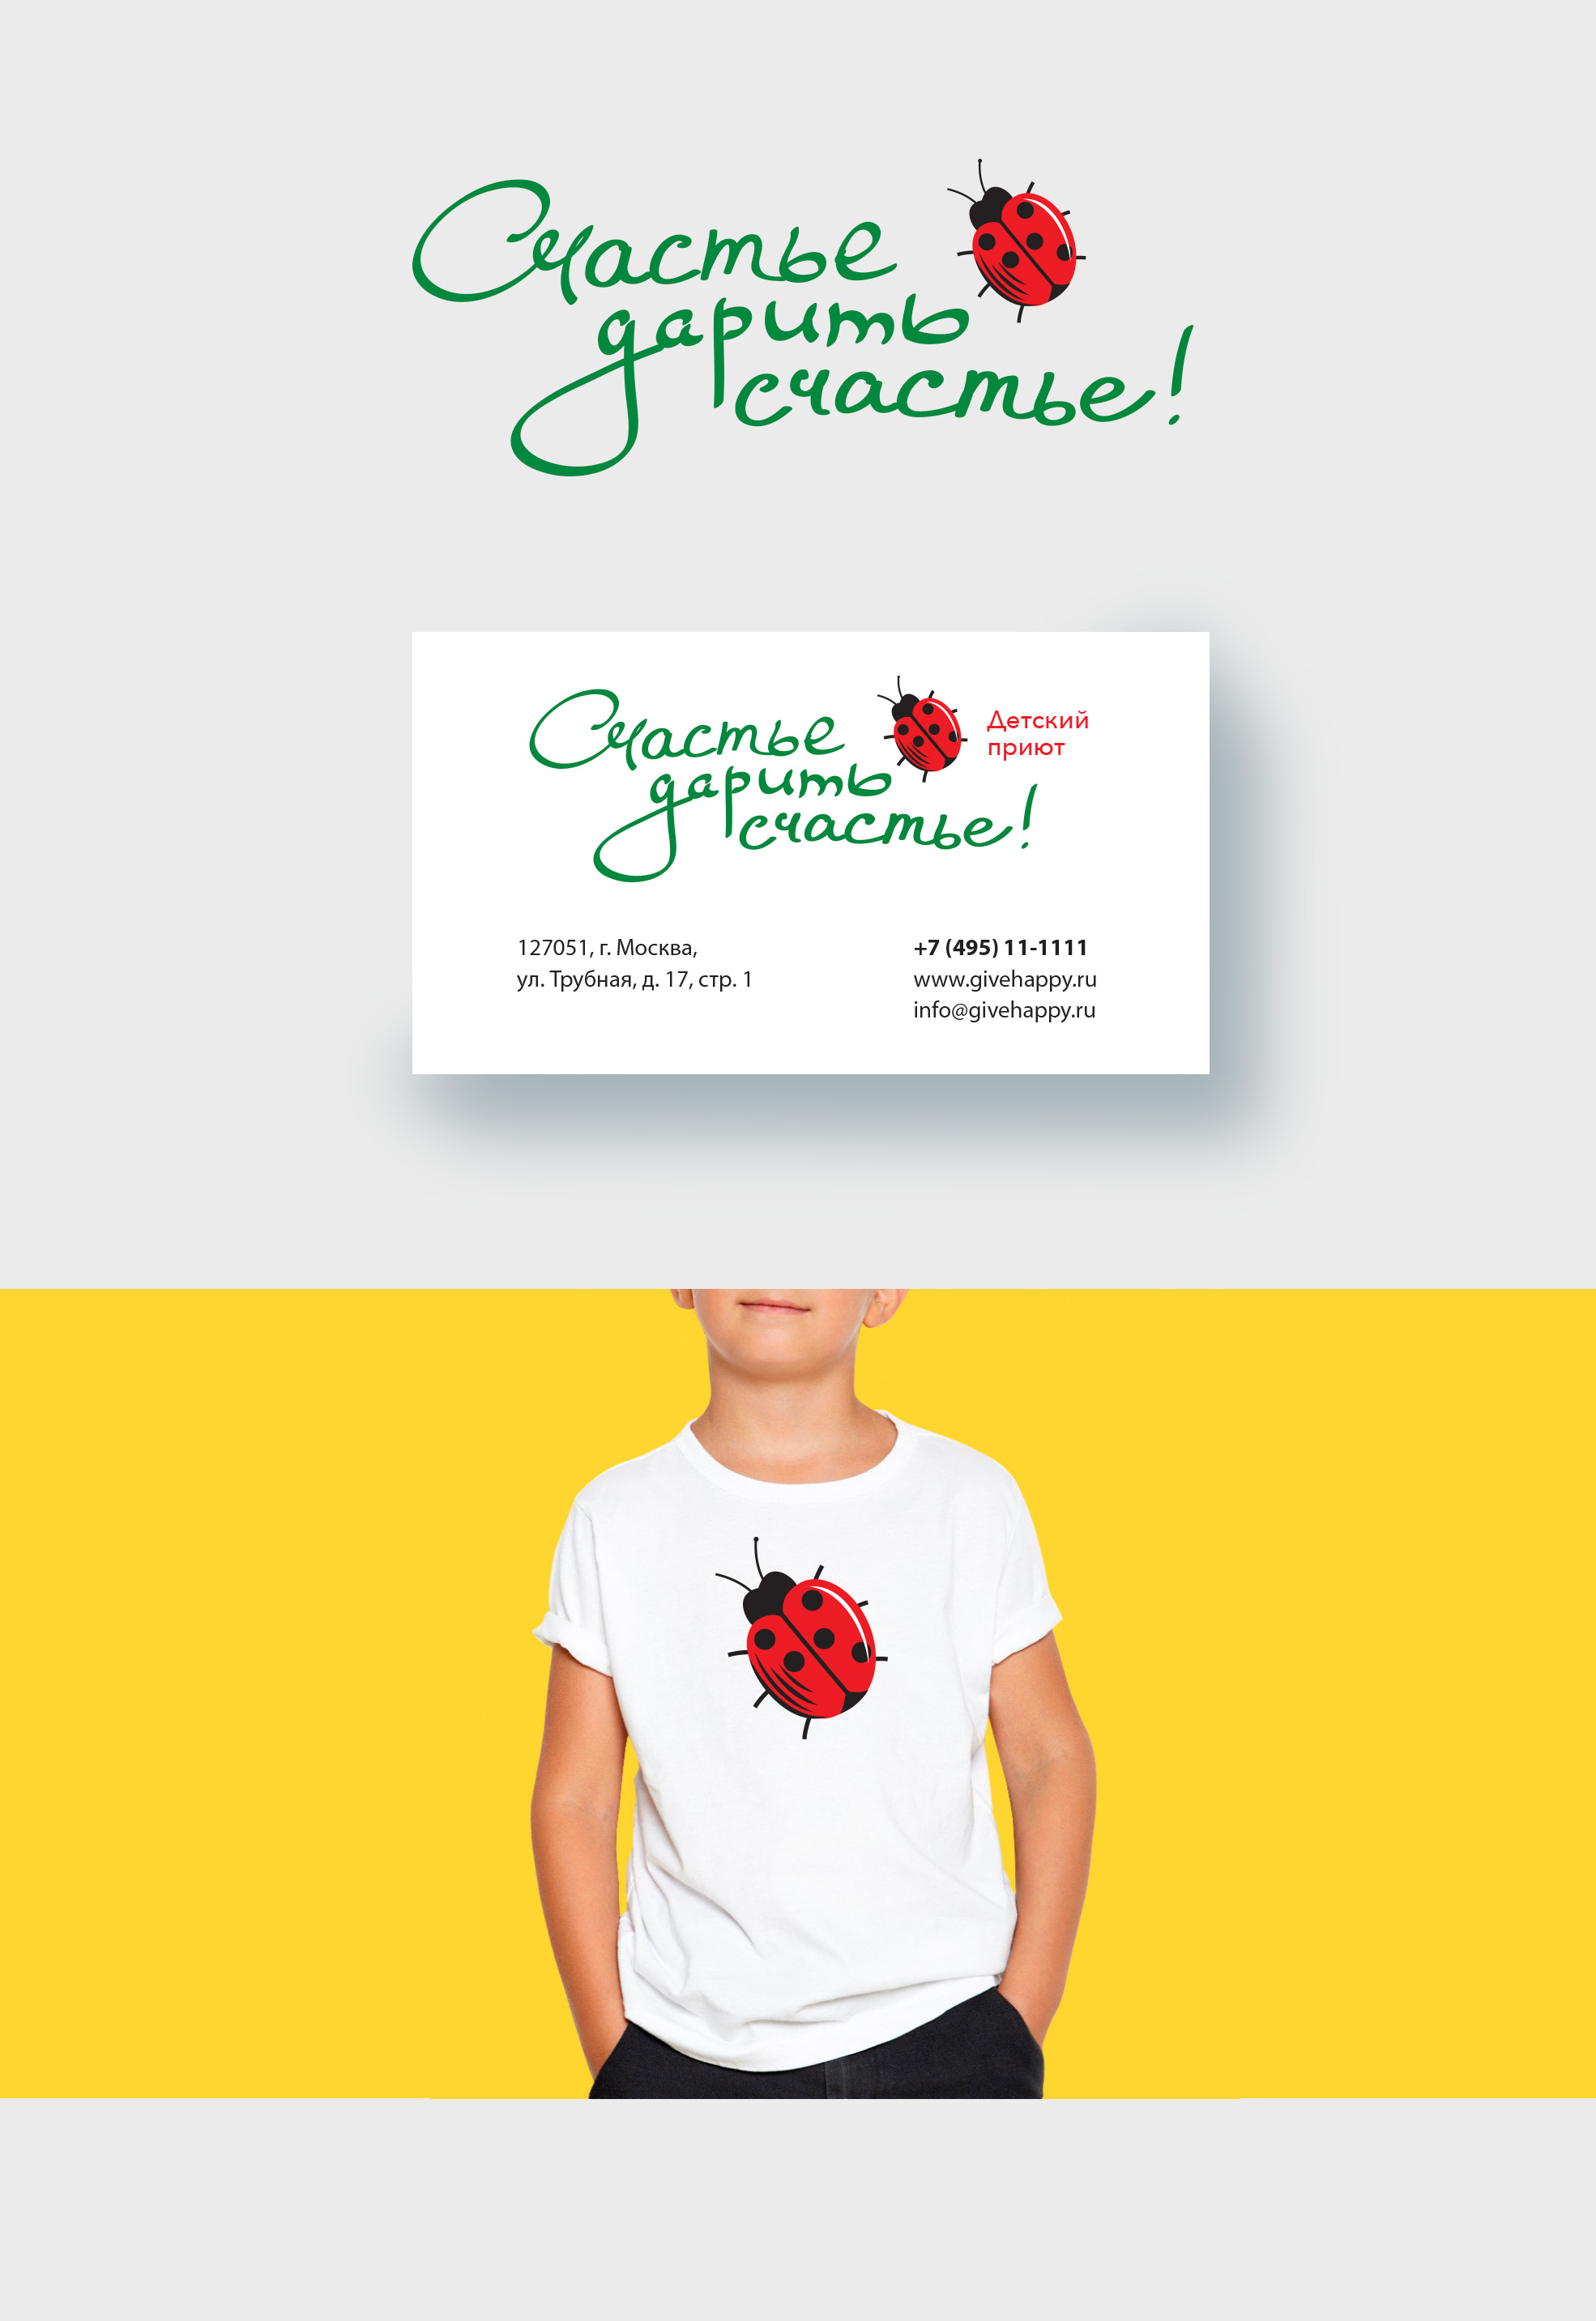 Счастье
дарить
счастье!
Счастье
дарить
счастье!
Детский
приют
127051, г. Москва,
ул. Трубная, д. 17, стр. 1
+7 (495) 11-1111
www.givehappy.ru
info@givehappy.ru